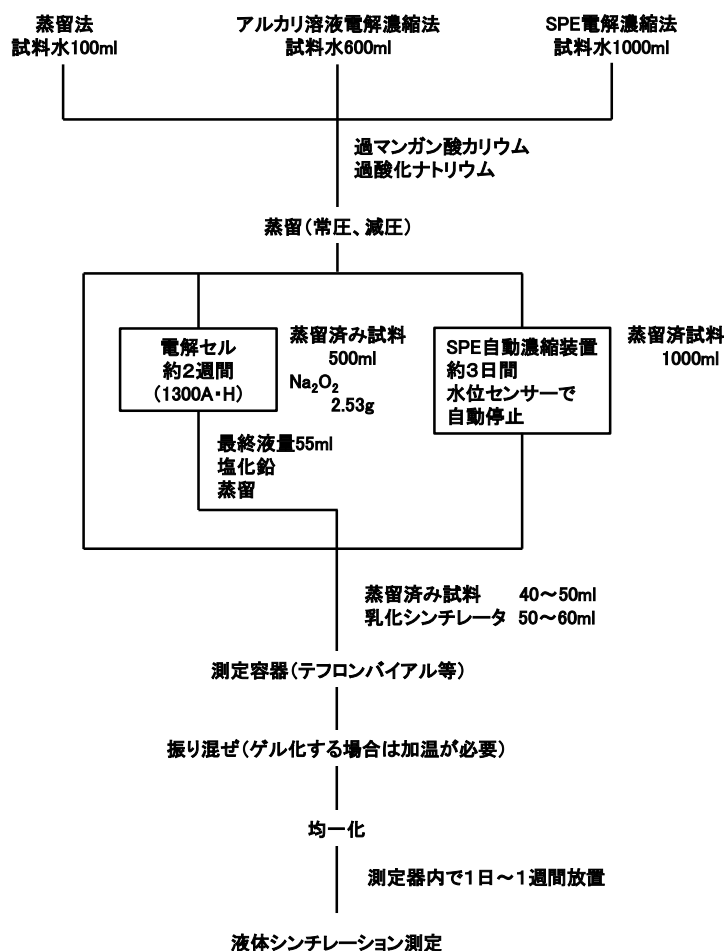 蒸留法
試料水100ml
アルカリ溶液電解濃縮法
試料水600ml
SPE電解濃縮法
試料水1000ml
過マンガン酸カリウム
過酸化ナトリウム
蒸留(常圧、減圧)
電解セル
約2週間
(1300A・H)
蒸留済み試料
500ml
Na₂O₂
2.53g
SPE自動濃縮装置
約3日間
水位センサーで
自動停止
蒸留済試料
1000ml
最終液量55ml
塩化鉛
蒸留
蒸留済み試料 40~50ml
乳化シンチレータ 50~60ml
測定容器(テフロンバイアル等)
振り混ぜ(ゲル化する場合は加温が必要)
均一化
測定器内で1日~1週間放置
液体シンチレーション測定